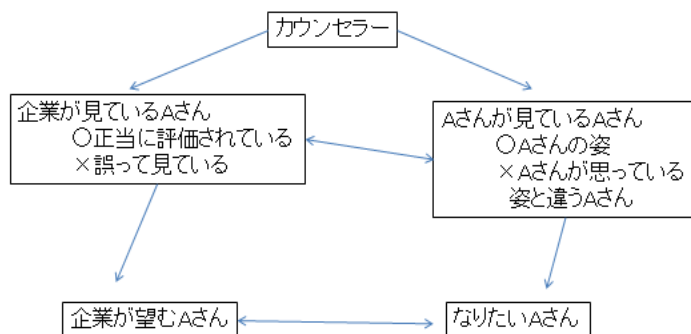 カウンセラー
企業が見ているAさん
○正当に評価されている
×誤って見ている
Aさんが見ているAさん
○Aさんの姿
×Aさんが思っている
姿と違うAさん
企業が望むAさん
なりたいAさん